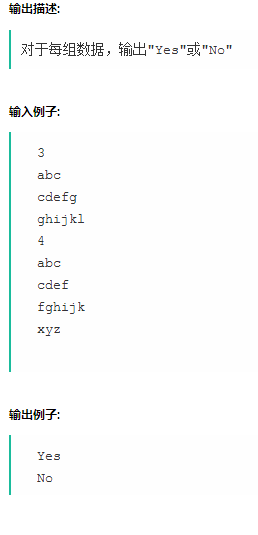 输出描述:
对于每组数据，输出"Yes"或"No"
输入例子:
3
abc
cdefg
ghijkl
4
abc
cdef
fghijk
xyz
输出例子:
Yes
No